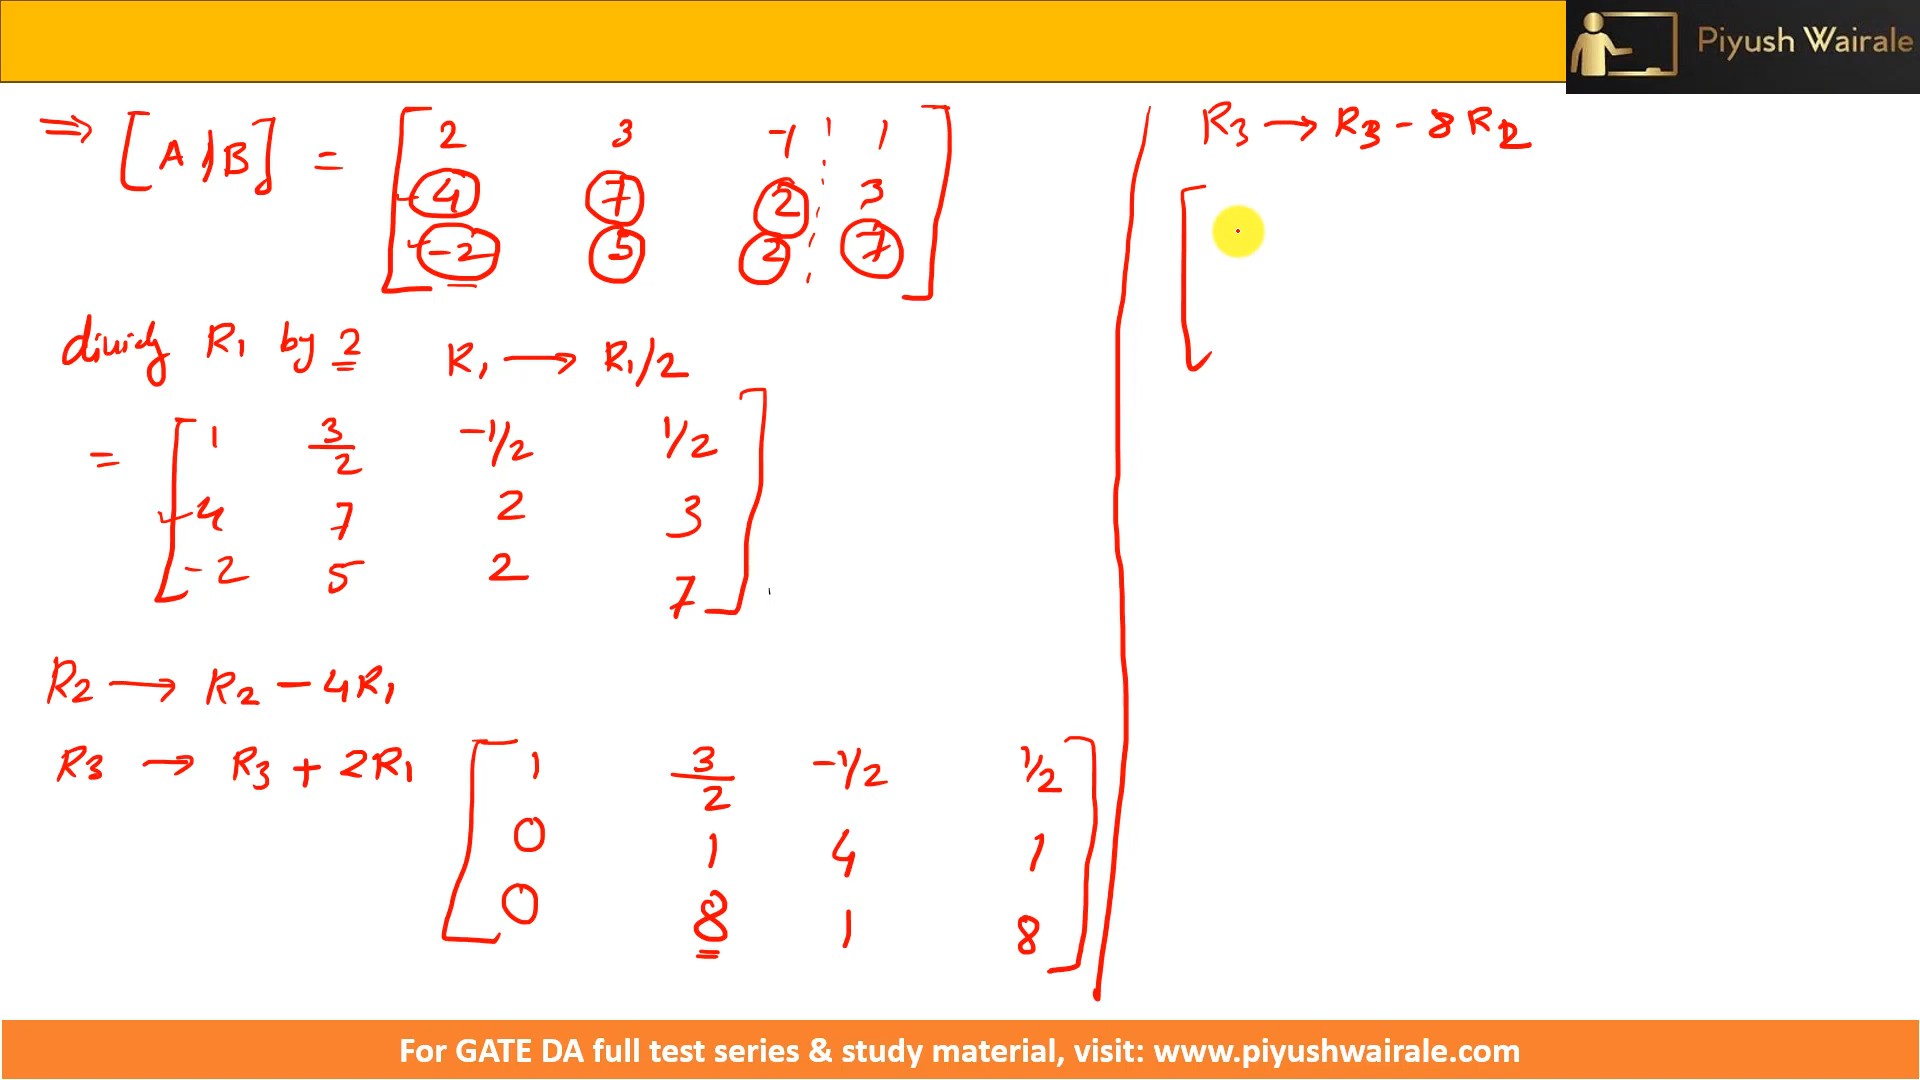 Piyush Wairale
⇒ [A|B] = [ 2 3 -1 | 1
4 7 2 | 3
-2 5 2 | 7 ]
R3 → R3 - 8R2
[
R1 by 2 R1 → R1/2
= [ 1 3/2 -1/2 1/2
4 7 2 3
-2 5 2 7 ]
R2 → R2 - 4R1
R3 → R3 + 2R1
[ 1 3/2 -1/2 1/2
0 1 4 1
0 8 1 8 ]
For GATE DA full test series & study material, visit: www.piyushwairale.com